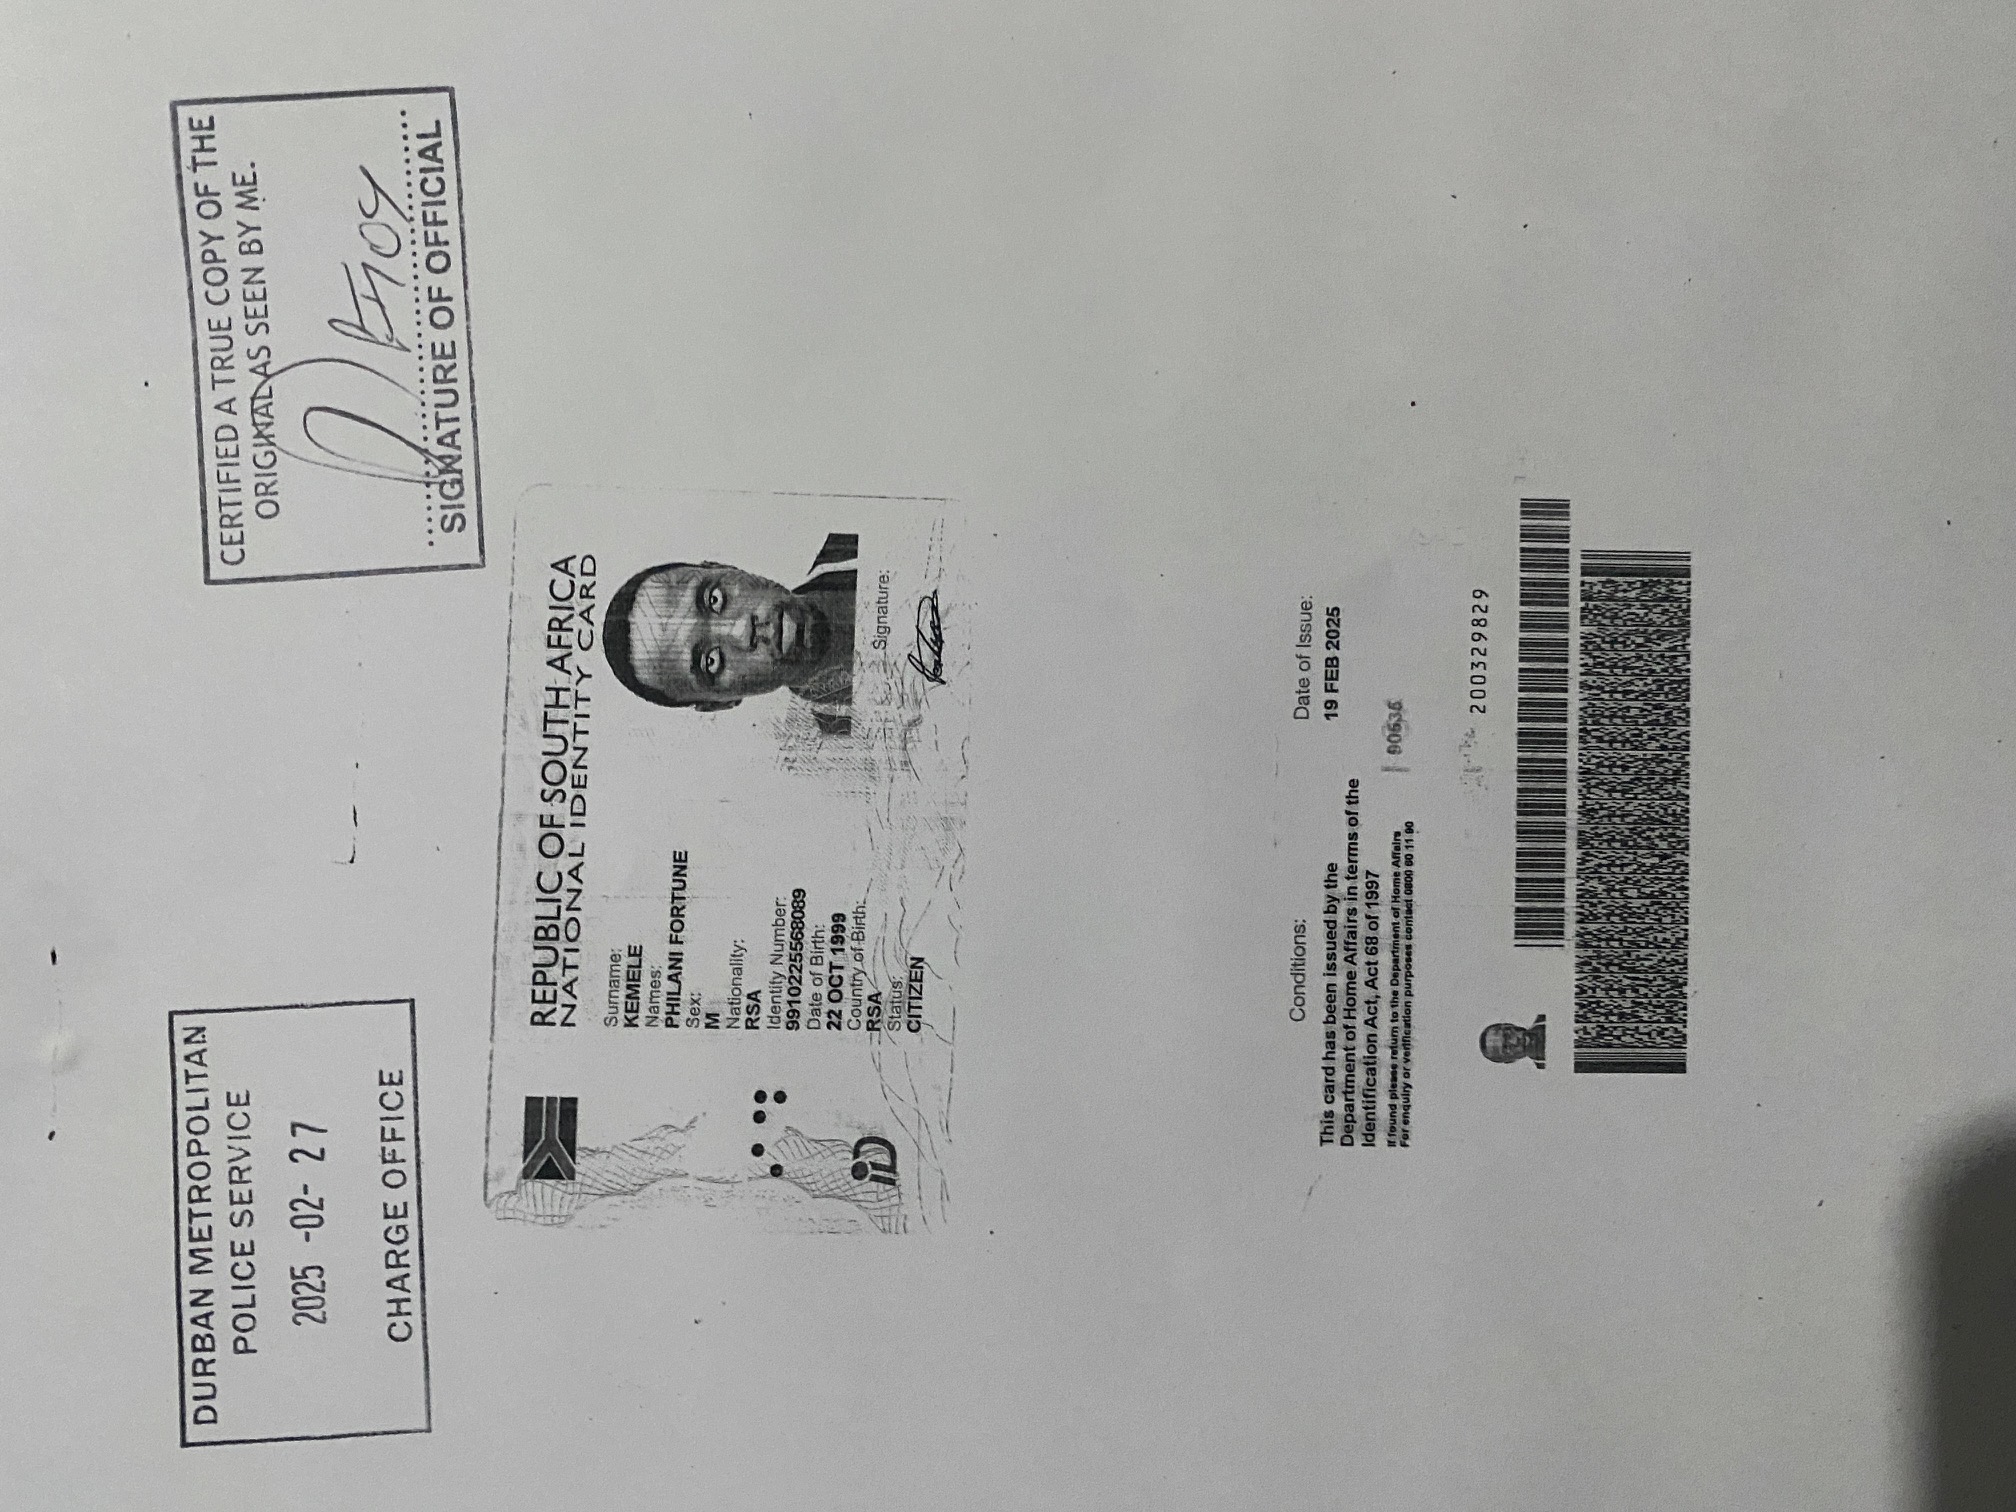 DURBAN METROPOLITAN
POLICE SERVICE
2025 -02- 27
CHARGE OFFICE
CERTIFIED A TRUE COPY OF THE
ORIGINAL AS SEEN BY ME.
SIGNATURE OF OFFICIAL
REPUBLIC OF SOUTH AFRICA
NATIONAL IDENTITY CARD
Surname:
KEMELE
Names:
PHILANI FORTUNE
Sex:
M
Nationality:
RSA
Identity Number:
9910225568089
Date of Birth:
22 OCT 1999
Country of Birth:
RSA
Status:
CITIZEN
Signature:
iD
Conditions:
This card has been issued by the
Department of Home Affairs in terms of the
Identification Act, Act 68 of 1997
If found please return to the Department of Home Affairs
For enquiry or verification purposes contact 0800 60 11 90
Date of Issue:
19 FEB 2025
200329829